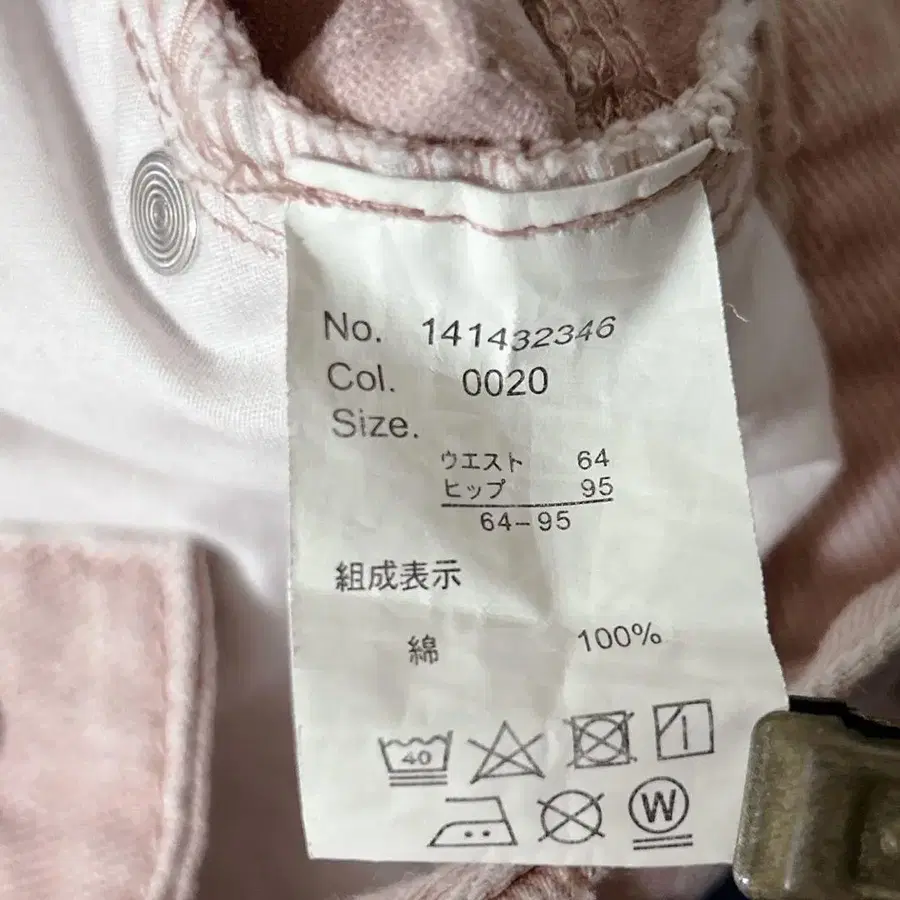 No. 141432346
Col. 0020
Size.
ウエスト 64
ヒップ 95
64-95
組成表示
綿 100%
40
W